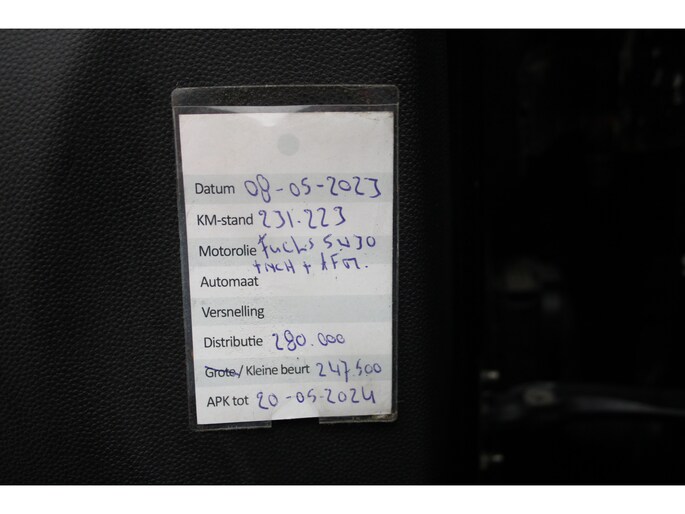 Datum 08-05-2023
KM-stand 231.223
Motorolie Fuchs 5W30
Automaat
Versnelling
Distributie 280.000
Grote / Kleine beurt 247.500
APK tot 20-05-2024